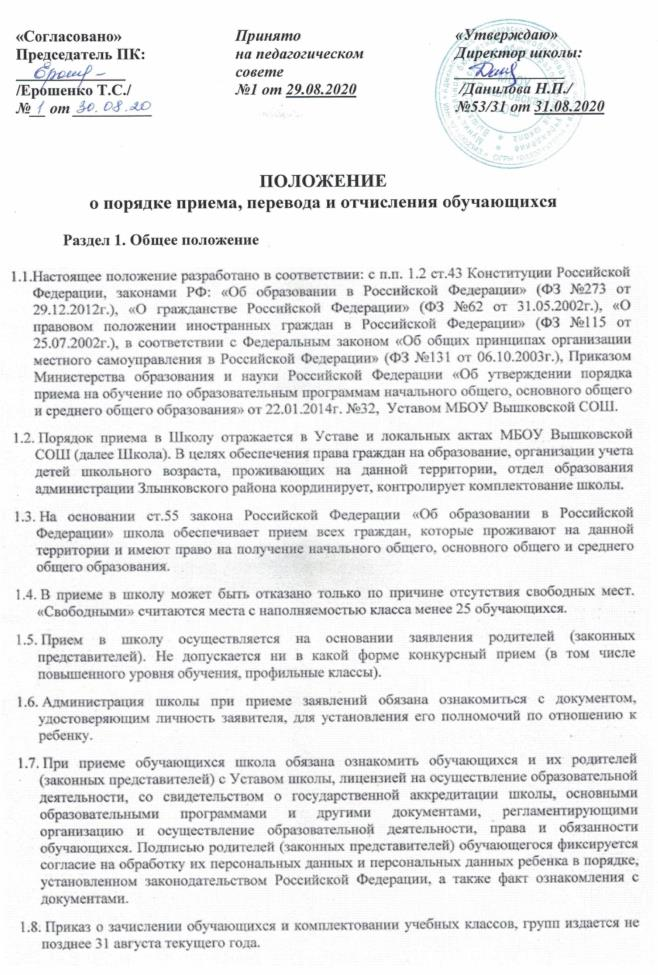 «Согласовано»
Председатель ПК:
/Ерошенко Т.С./
№ 1 от 30.08.20
Принято
на педагогическом
совете
№1 от 29.08.2020
«Утверждаю»
Директор школы:
/Данилова Н.П./
№53/31 от 31.08.2020
ПОЛОЖЕНИЕ
о порядке приема, перевода и отчисления обучающихся
Раздел 1. Общее положение
1.1.Настоящее положение разработано в соответствии: с п.п. 1.2 ст.43 Конституции Российской
Федерации, законами РФ: «Об образовании в Российской Федерации» (ФЗ №273 от
29.12.2012г.), «О гражданстве Российской Федерации» (ФЗ №62 от 31.05.2002г.), «О
правовом положении иностранных граждан в Российской Федерации» (ФЗ №115 от
25.07.2002г.), в соответствии с Федеральным законом «Об общих принципах организации
местного самоуправления в Российской Федерации» (ФЗ №131 от 06.10.2003г.), Приказом
Министерства образования и науки Российской Федерации «Об утверждении порядка
приема на обучение по образовательным программам начального общего, основного общего
и среднего общего образования» от 22.01.2014г. №32, Уставом МБОУ Вышковской СОШ.
1.2. Порядок приема в Школу отражается в Уставе и локальных актах МБОУ Вышковской
СОШ (далее Школа). В целях обеспечения права граждан на образование, организации учета
детей школьного возраста, проживающих на данной территории, отдел образования
администрации Злынковского района координирует, контролирует комплектование школы.
1.3. На основании ст.55 закона Российской Федерации «Об образовании в Российской
Федерации» школа обеспечивает прием всех граждан, которые проживают на данной
территории и имеют право на получение начального общего, основного общего и среднего
общего образования.
1.4. В приеме в школу может быть отказано только по причине отсутствия свободных мест.
«Свободными» считаются места с наполняемостью класса менее 25 обучающихся.
1.5. Прием в школу осуществляется на основании заявления родителей (законных
представителей). Не допускается ни в какой форме конкурсный прием (в том числе
повышенного уровня обучения, профильные классы).
1.6. Администрация школы при приеме заявлений обязана ознакомиться с документом,
удостоверяющим личность заявителя, для установления его полномочий по отношению к
ребенку.
1.7. При приеме обучающихся школа обязана ознакомить обучающихся и их родителей
(законных представителей) с Уставом школы, лицензией на осуществление образовательной
деятельности, со свидетельством о государственной аккредитации школы, основными
образовательными программами и другими документами, регламентирующими
организацию и осуществление образовательной деятельности, права и обязанности
обучающихся. Подписью родителей (законных представителей) обучающегося фиксируется
согласие на обработку их персональных данных и персональных данных ребенка в порядке,
установленном законодательством Российской Федерации, а также факт ознакомления с
документами.
1.8. Приказ о зачислении обучающихся и комплектовании учебных классов, групп издается не
позднее 31 августа текущего года.